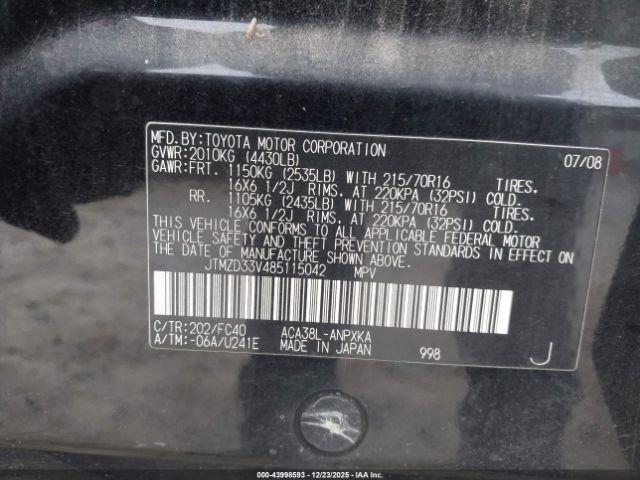 MFD.BY:TOYOTA MOTOR CORPORATION 07/08
GVWR:2010KG (4430LB)
GAWR:FRT. 1150KG (2535LB) WITH 215/70R16 TIRES.
16X6 1/2J RIMS. AT 220KPA (32PSI) COLD.
RR. 1105KG (2435LB) WITH 215/70R16 TIRES.
16X6 1/2J RIMS. AT 220KPA (32PSI) COLD.
THIS VEHICLE CONFORMS TO ALL APPLICABLE FEDERAL MOTOR
VEHICLE SAFETY AND THEFT PREVENTION STANDARDS IN EFFECT ON
THE DATE OF MANUFACTURE SHOWN ABOVE.
JTMZD33V485115042 MPV
C/TR:202/FC40 ACA38L-ANPXKA
A/TM:-06A/U241E MADE IN JAPAN 998 J
000-43998593 - 12/23/2025 - IAA, Inc.